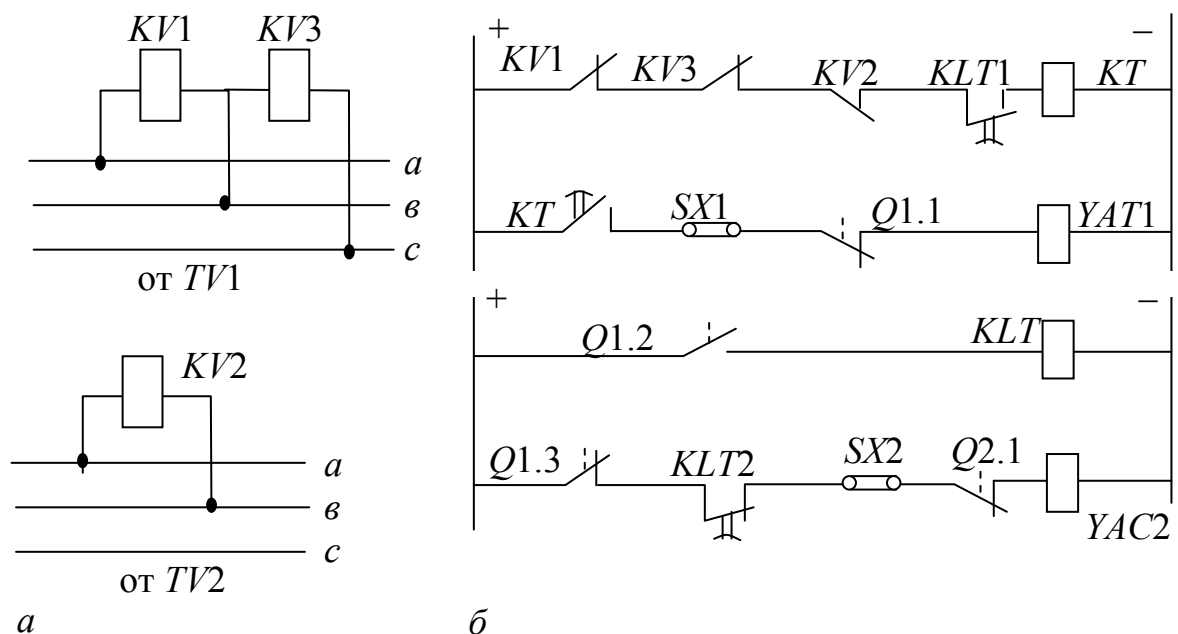 KV1 KV3
a
в
c
от TV1
KV2
a
в
c
от TV2
а
+ −
KV1 KV3 KV2 KLT1 KT
KT SX1 Q1.1 YAT1
+ −
Q1.2 KLT
Q1.3 KLT2 SX2 Q2.1
YAC2
б